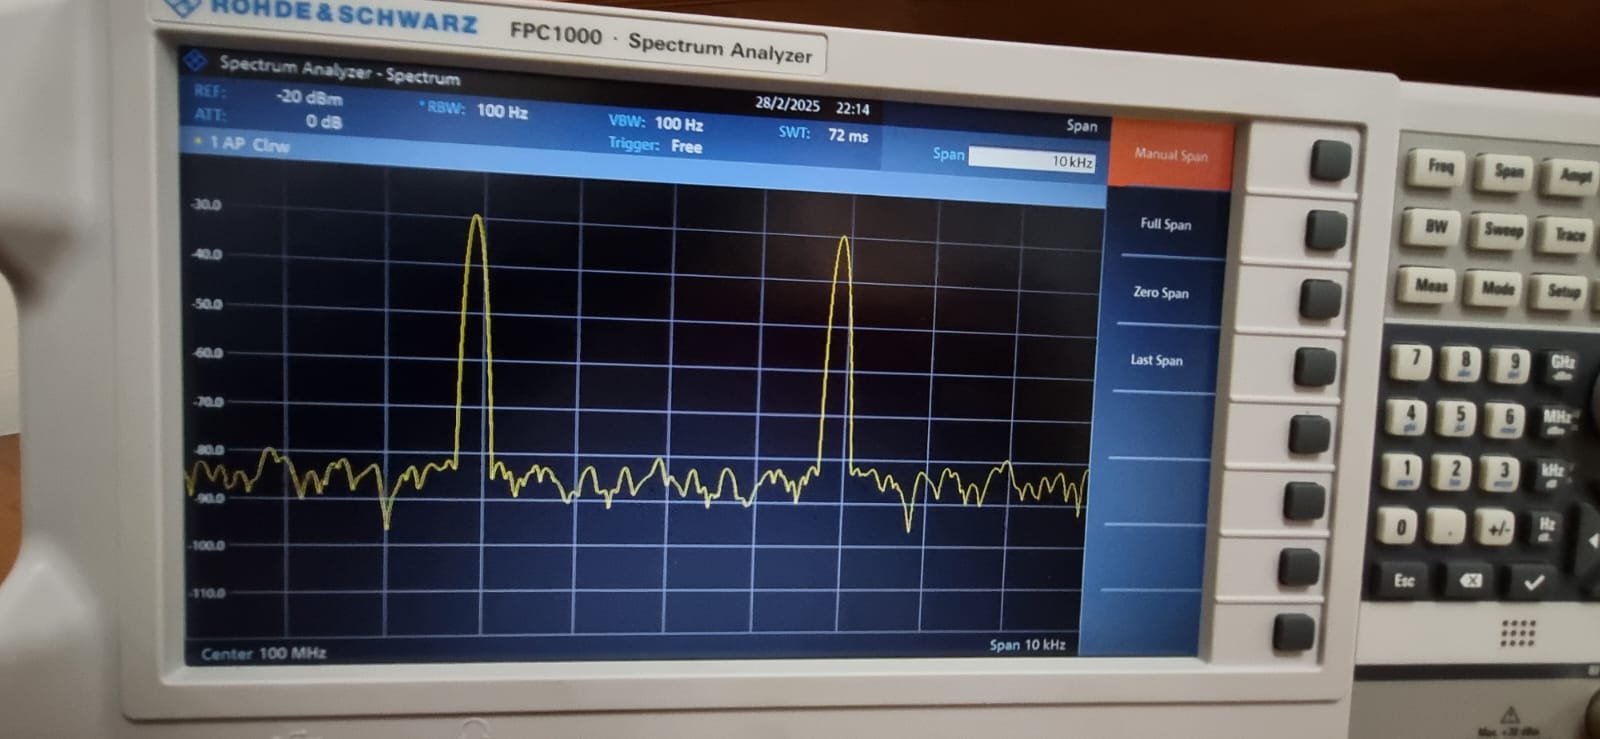 ROHDE&SCHWARZ FPC1000 · Spectrum Analyzer
Spectrum Analyzer - Spectrum
28/2/2025 22:14
REF: -20 dBm *RBW: 100 Hz VBW: 100 Hz SWT: 72 ms
ATT: 0 dB Trigger: Free
1 AP Clrw
Span
Span 10 kHz
-30.0
-40.0
-50.0
-60.0
-70.0
-80.0
-90.0
-100.0
-110.0
Center 100 MHz Span 10 kHz
Manual Span
Full Span
Zero Span
Last Span
Freq Span Ampt
BW Sweep Trace
Meas Mode Setup
7 8 9 GHz
4 5 6 MHz
1 2 3 kHz
0 . +/- Hz
Esc